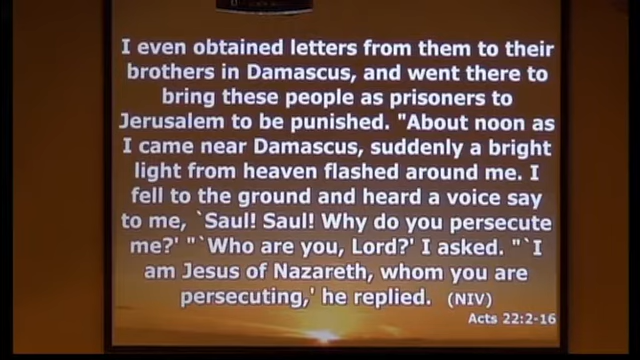 I even obtained letters from them to their
brothers in Damascus, and went there to
bring these people as prisoners to
Jerusalem to be punished. "About noon as
I came near Damascus, suddenly a bright
light from heaven flashed around me. I
fell to the ground and heard a voice say
to me, `Saul! Saul! Why do you persecute
me?' "`Who are you, Lord?' I asked. "`I
am Jesus of Nazareth, whom you are
persecuting,' he replied. (NIV)
Acts 22:2-16